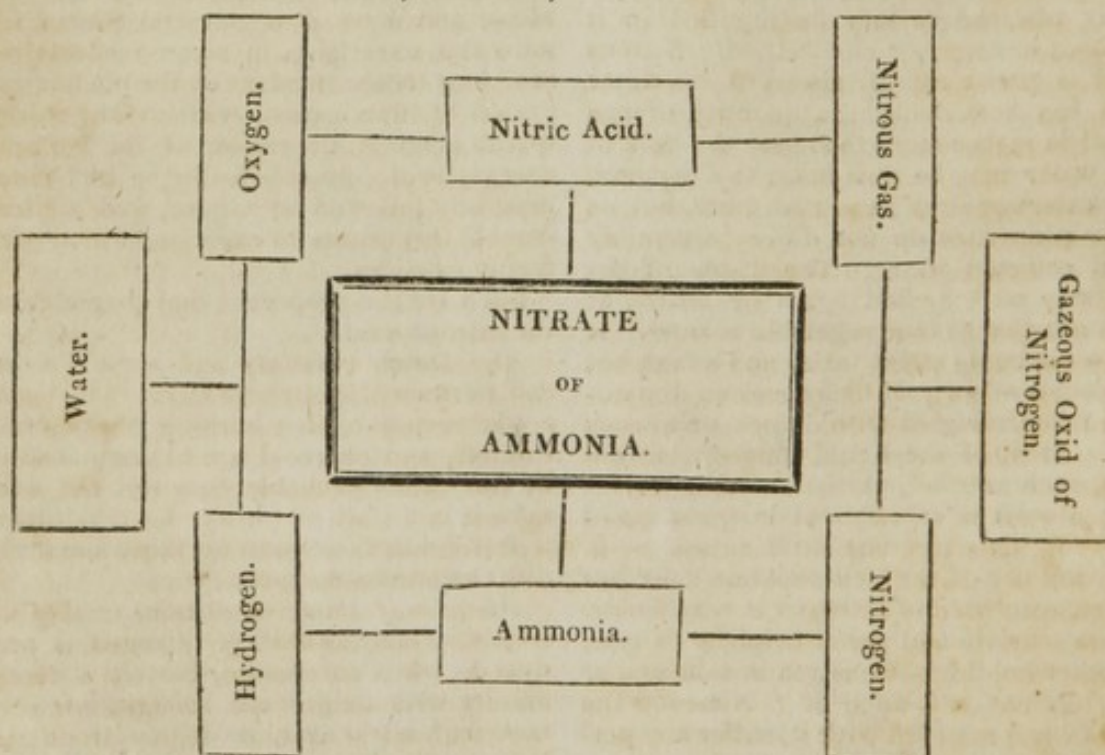 Oxygen.
Nitric Acid.
Nitrous Gas.
Water.
NITRATE
OF
AMMONIA.
Gazeous Oxid of
Nitrogen.
Hydrogen.
Ammonia.
Nitrogen.